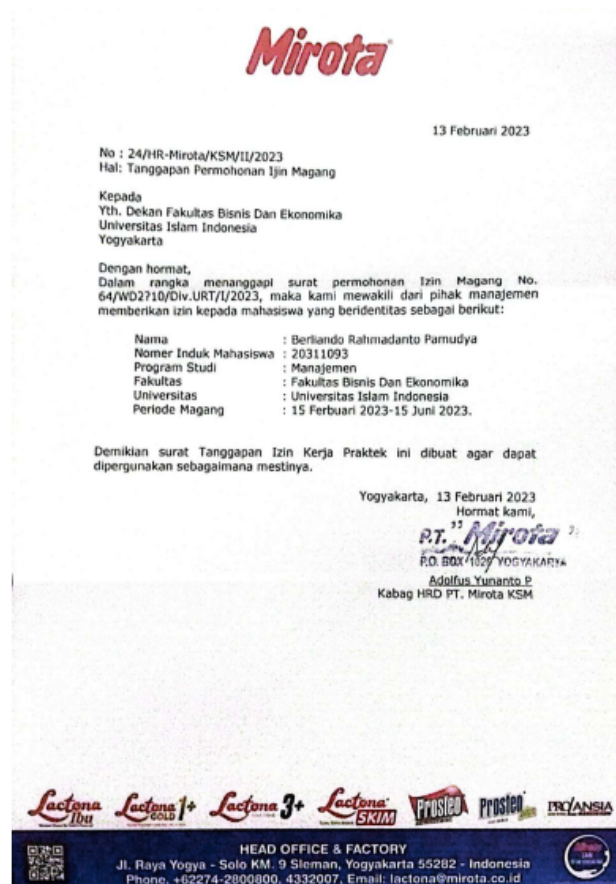 Mirota
13 Februari 2023
No : 24/HR-Mirota/KSM/II/2023
Hal: Tanggapan Permohonan Ijin Magang
Kepada
Yth. Dekan Fakultas Bisnis Dan Ekonomika
Universitas Islam Indonesia
Yogyakarta
Dengan hormat,
Dalam rangka menanggapi surat permohonan Izin Magang No.
64/WD2?10/Div.URT/I/2023, maka kami mewakili dari pihak manajemen
memberikan izin kepada mahasiswa yang beridentitas sebagai berikut:
Nama : Berliando Rahmadanto Pamudya
Nomer Induk Mahasiswa : 20311093
Program Studi : Manajemen
Fakultas : Fakultas Bisnis Dan Ekonomika
Universitas : Universitas Islam Indonesia
Periode Magang : 15 Ferbuari 2023-15 Juni 2023.
Demikian surat Tanggapan Izin Kerja Praktek ini dibuat agar dapat
dipergunakan sebagaimana mestinya.
Yogyakarta, 13 Februari 2023
Hormat kami,
P.T. " Mirota "
P.O. BOX 1020 YOGYAKARTA
Adolfus Yunanto P
Kabag HRD PT. Mirota KSM
Lactona Ibu Lactona GOLD 1+ Lactona 3+ Lactona SKIM Prosteo Prosteo PRO/ANSIA
HEAD OFFICE & FACTORY
Jl. Raya Yogya - Solo KM. 9 Sleman, Yogyakarta 55282 - Indonesia
Phone. +62274-2800800, 4332007, Email: lactona@mirota.co.id